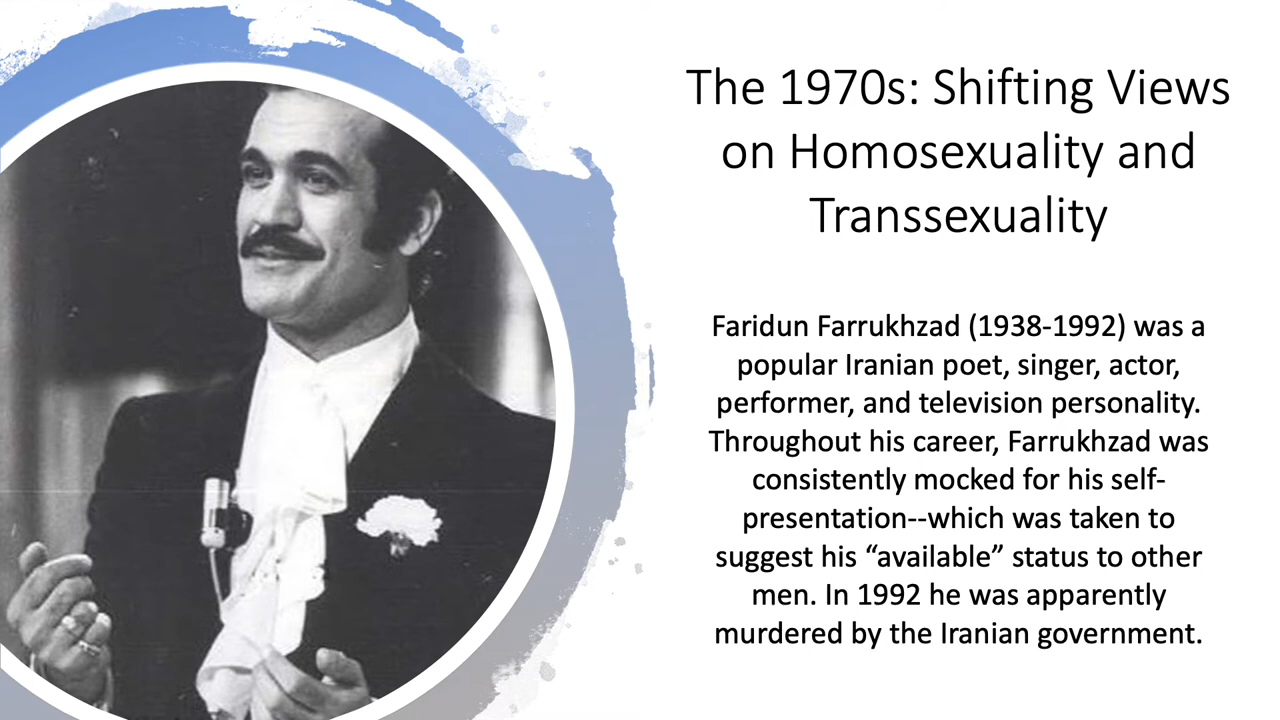 The 1970s: Shifting Views
on Homosexuality and
Transsexuality
Faridun Farrukhzad (1938-1992) was a
popular Iranian poet, singer, actor,
performer, and television personality.
Throughout his career, Farrukhzad was
consistently mocked for his self-
presentation--which was taken to
suggest his “available” status to other
men. In 1992 he was apparently
murdered by the Iranian government.